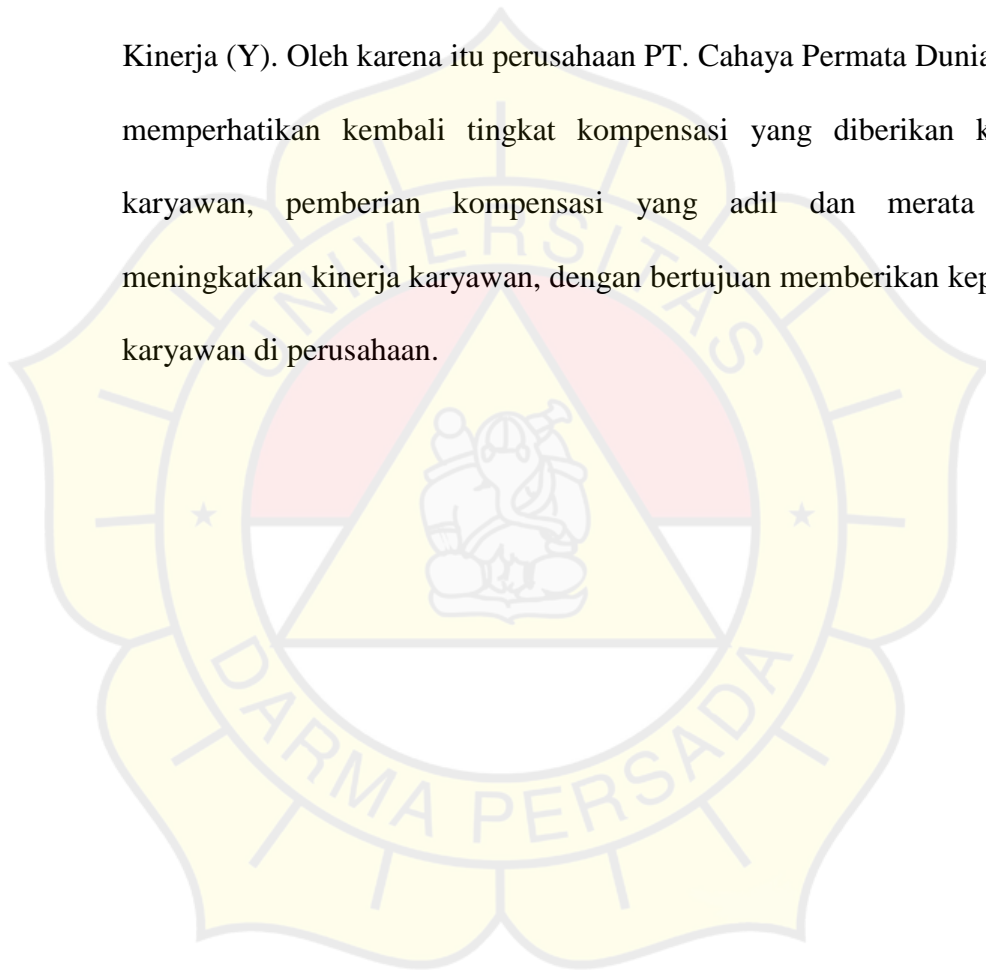 Kinerja (Y). Oleh karena itu perusahaan PT. Cahaya Permata Dunia
memperhatikan kembali tingkat kompensasi yang diberikan
karyawan, pemberian kompensasi yang adil dan merata
meningkatkan kinerja karyawan, dengan bertujuan memberikan
karyawan di perusahaan.
UNIVERSITAS
DARMA PERSADA